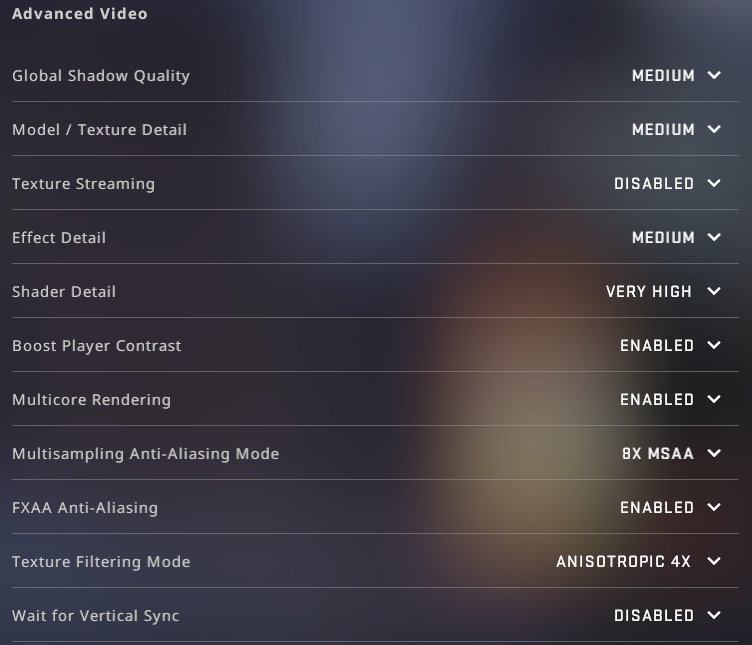 Advanced Video
Global Shadow Quality MEDIUM
Model / Texture Detail MEDIUM
Texture Streaming DISABLED
Effect Detail MEDIUM
Shader Detail VERY HIGH
Boost Player Contrast ENABLED
Multicore Rendering ENABLED
Multisampling Anti-Aliasing Mode 8X MSAA
FXAA Anti-Aliasing ENABLED
Texture Filtering Mode ANISOTROPIC 4X
Wait for Vertical Sync DISABLED